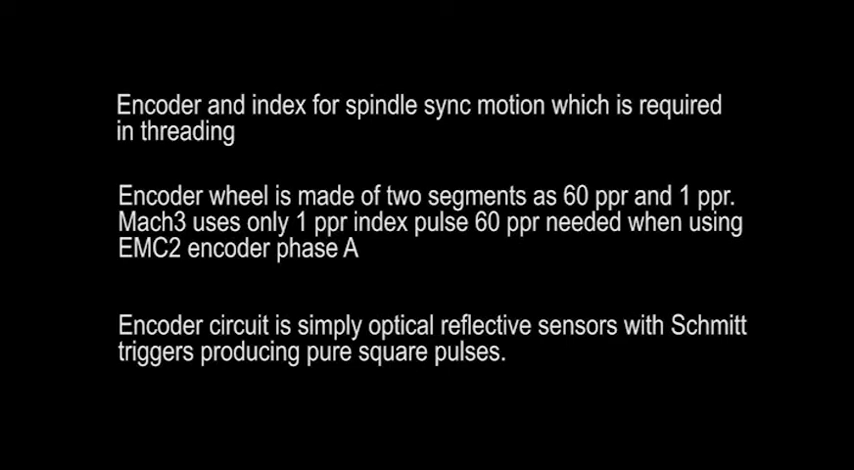 Encoder and index for spindle sync motion which is required
in threading
Encoder wheel is made of two segments as 60 ppr and 1 ppr.
Mach3 uses only 1 ppr index pulse 60 ppr needed when using
EMC2 encoder phase A
Encoder circuit is simply optical reflective sensors with Schmitt
triggers producing pure square pulses.